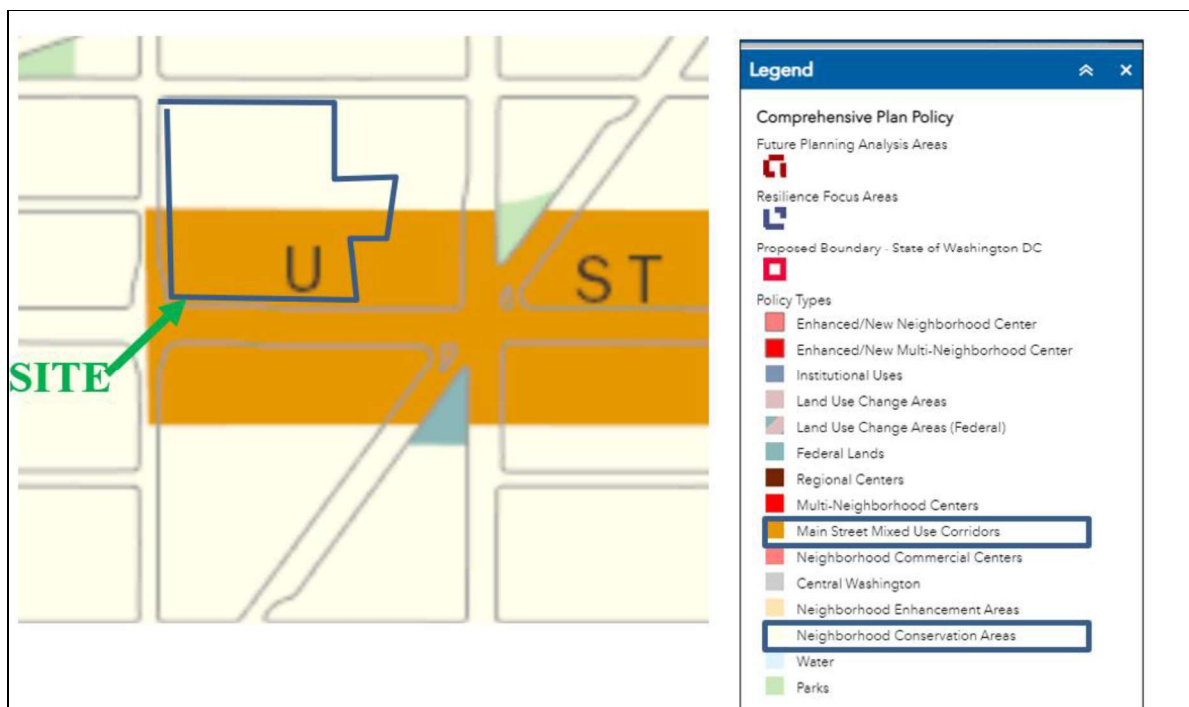 U ST
SITE
Legend
Comprehensive Plan Policy
Future Planning Analysis Areas
Resilience Focus Areas
Proposed Boundary - State of Washington DC
Policy Types
Enhanced/New Neighborhood Center
Enhanced/New Multi-Neighborhood Center
Institutional Uses
Land Use Change Areas
Land Use Change Areas (Federal)
Federal Lands
Regional Centers
Multi-Neighborhood Centers
Main Street Mixed Use Corridors
Neighborhood Commercial Centers
Central Washington
Neighborhood Enhancement Areas
Neighborhood Conservation Areas
Water
Parks